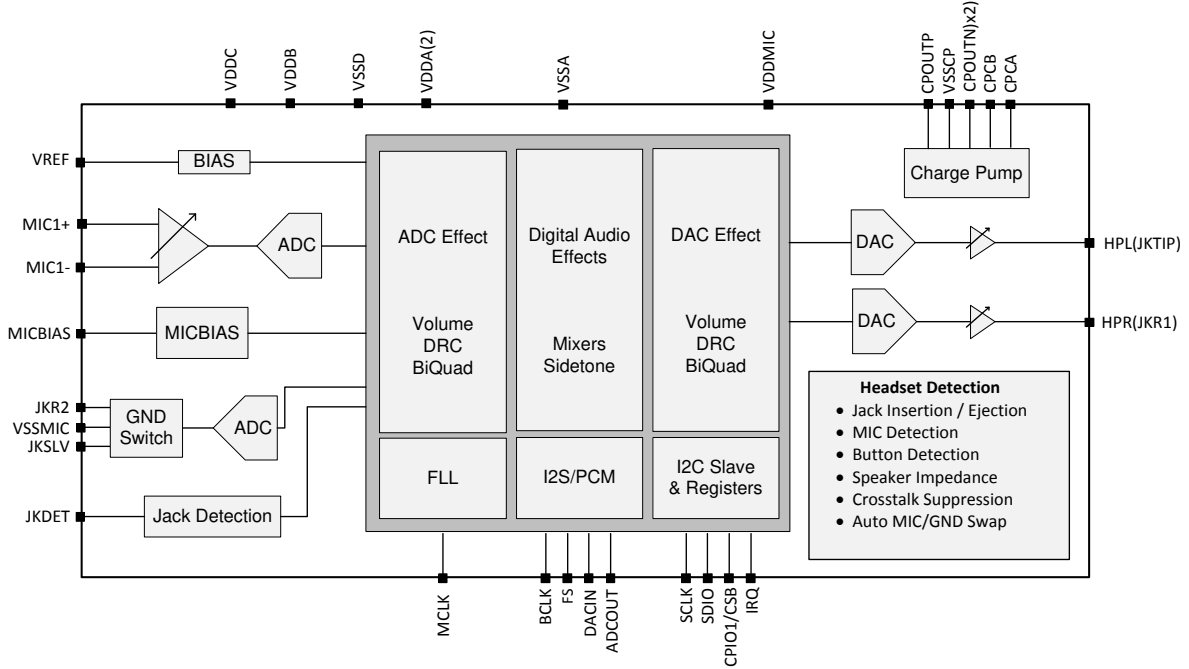 VDDC
VDDB
VSSD
VDDA(2)
VSSA
VDDMIC
CPOUTP
VSSCP
CPOUTN)x2)
CPCB
CPCA
VREF
BIAS
Charge Pump
MIC1+
MIC1-
ADC
ADC Effect
Volume
DRC
BiQuad
Digital Audio
Effects
Mixers
Sidetone
DAC Effect
Volume
DRC
BiQuad
DAC
HPL(JKTIP)
DAC
HPR(JKR1)
MICBIAS
MICBIAS
JKR2
VSSMIC
JKSLV
GND
Switch
ADC
JKDET
Jack Detection
FLL
I2S/PCM
I2C Slave
& Registers
Headset Detection
● Jack Insertion / Ejection
● MIC Detection
● Button Detection
● Speaker Impedance
● Crosstalk Suppression
● Auto MIC/GND Swap
MCLK
BCLK
FS
DACIN
ADCOUT
SCLK
SDIO
CPIO1/CSB
IRQ